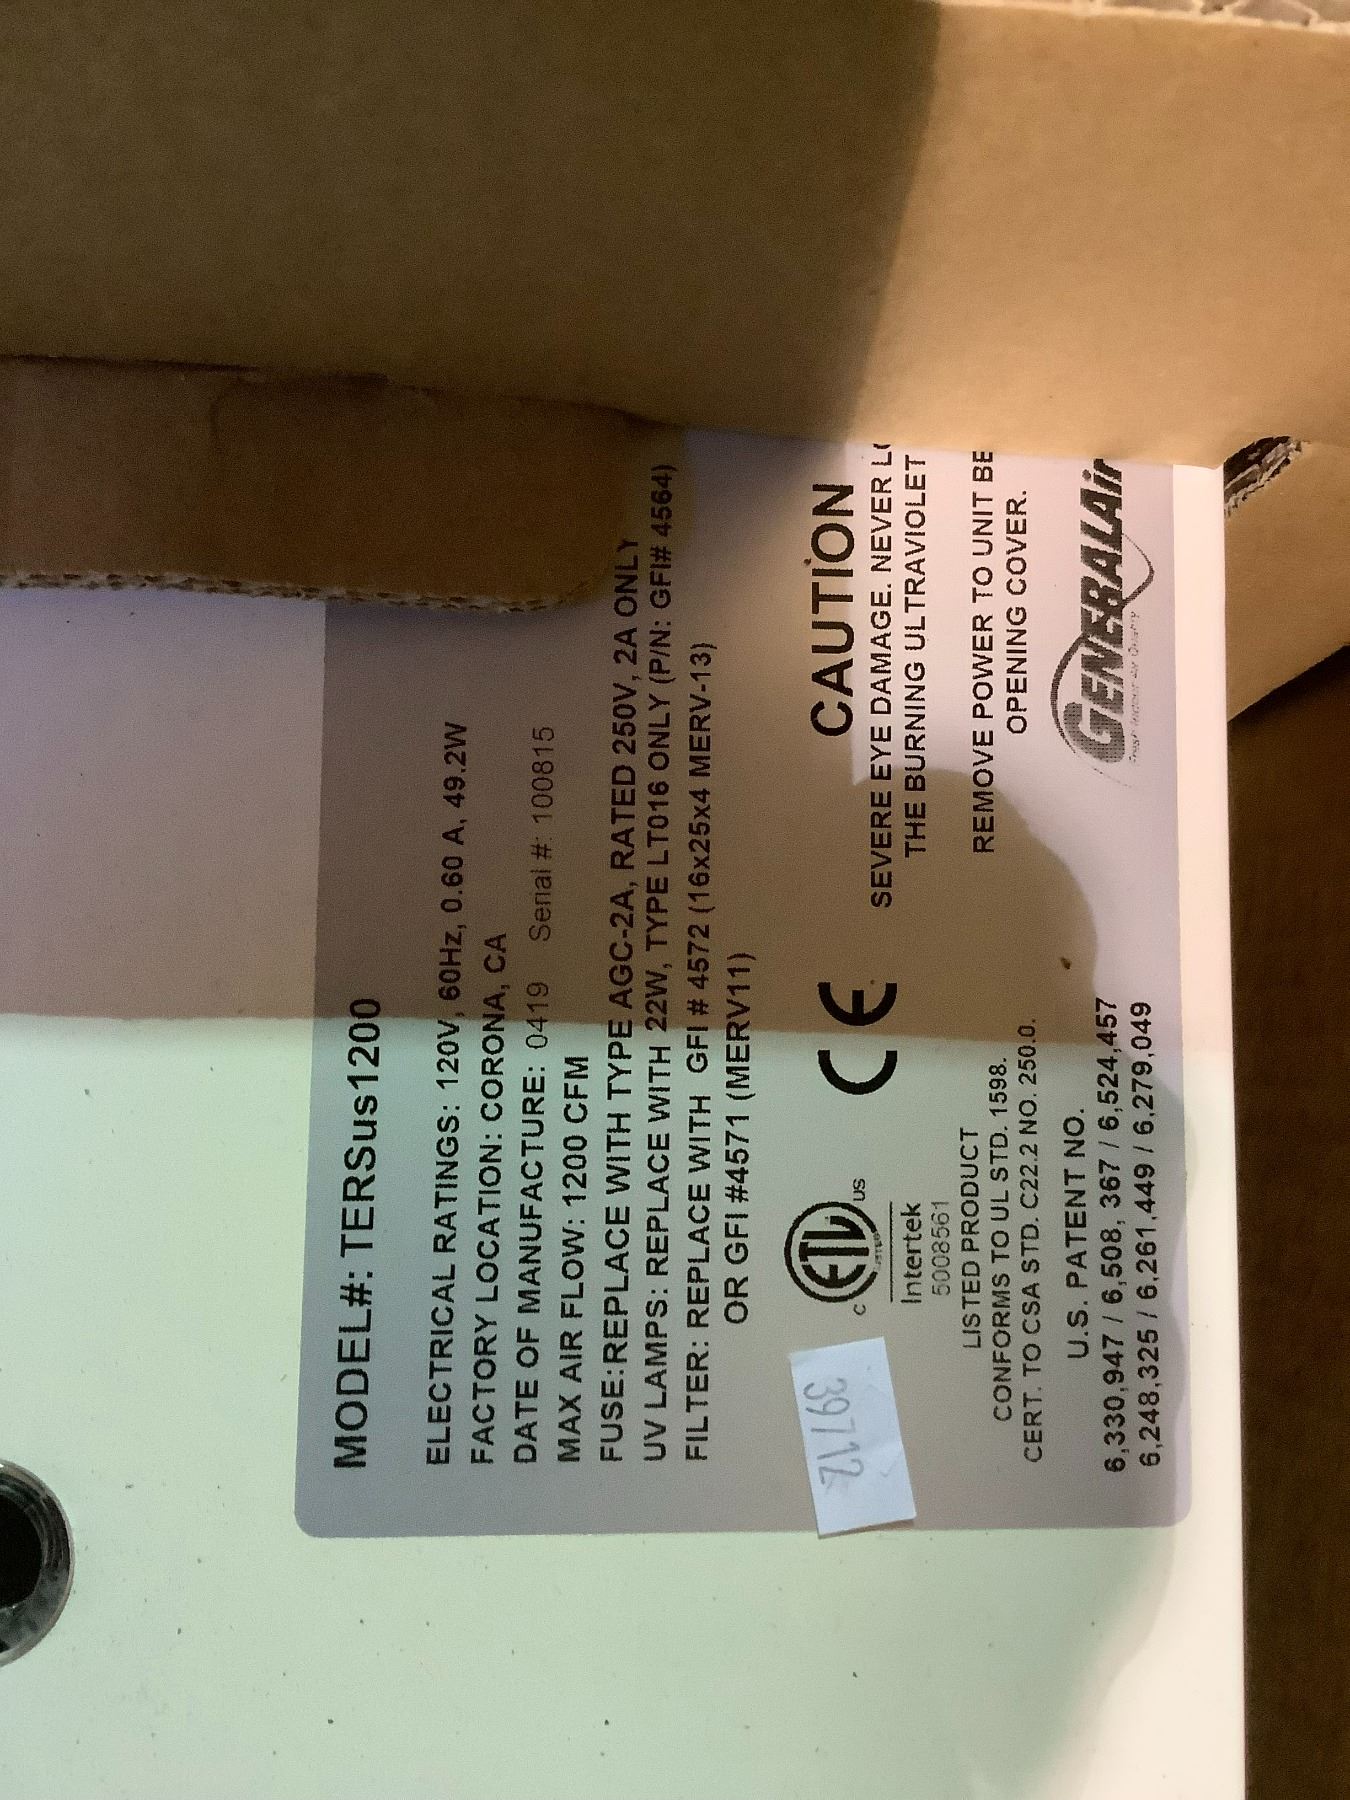 MODEL#: TERSus1200
ELECTRICAL RATINGS: 120V, 60Hz, 0.60 A, 49.2W
FACTORY LOCATION: CORONA, CA
DATE OF MANUFACTURE: 0419 Serial #: 100815
MAX AIR FLOW: 1200 CFM
FUSE:REPLACE WITH TYPE AGC-2A, RATED 250V, 2A ONLY
UV LAMPS: REPLACE WITH 22W, TYPE LT016 ONLY (P/N: GFI# 4564)
FILTER: REPLACE WITH GFI # 4572 (16x25x4 MERV-13)
OR GFI #4571 (MERV11)
39712
C ETL US
LISTED
Intertek
5008561
CE
LISTED PRODUCT
CONFORMS TO UL STD. 1598.
CERT. TO CSA STD. C22.2 NO. 250.0.
U.S. PATENT NO.
6,330,947 / 6,508, 367 / 6,524,457
6,248,325 / 6,261,449 / 6,279,049
CAUTION
SEVERE EYE DAMAGE. NEVER
THE BURNING ULTRAVIOLET
REMOVE POWER TO UNIT BE
OPENING COVER.
GENERALAir